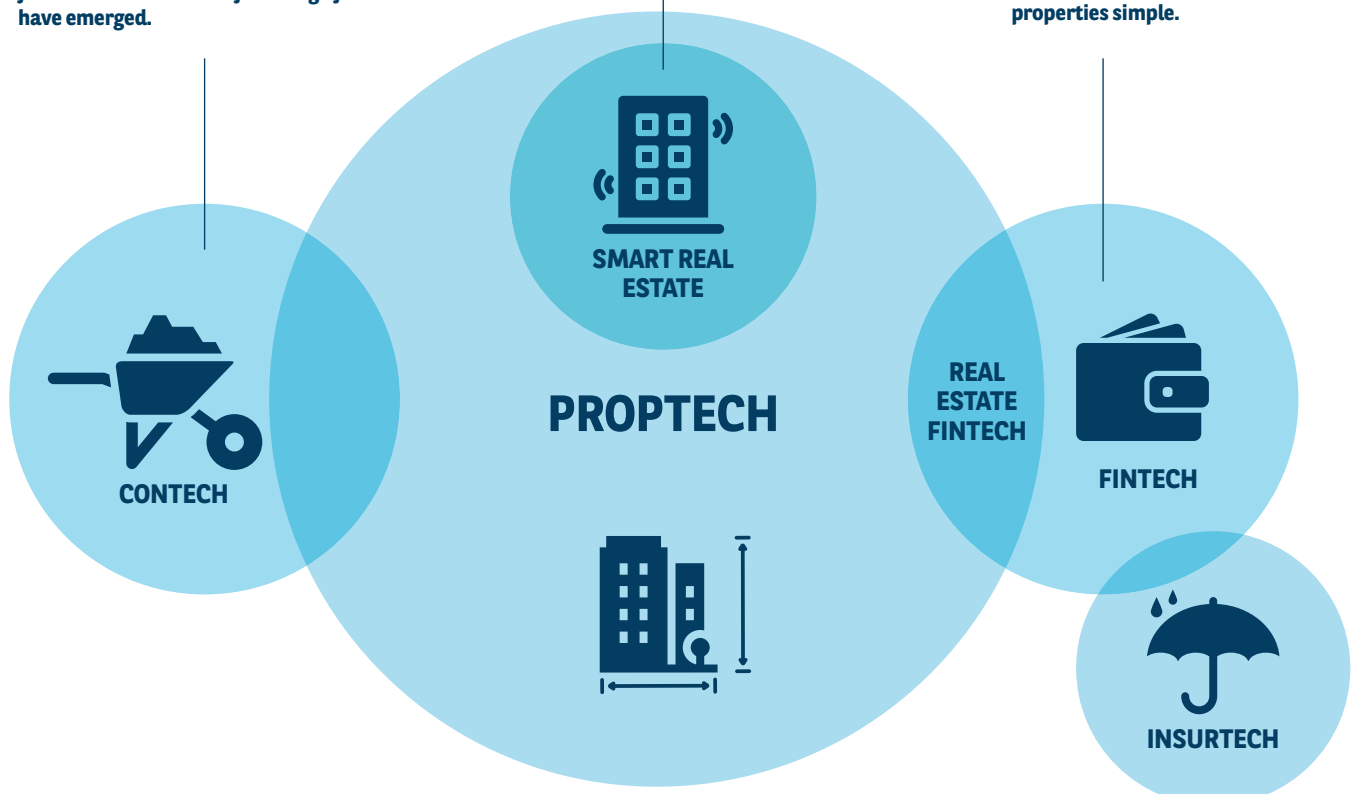 have emerged.
properties simple.
SMART REAL
ESTATE
PROPTECH
REAL
ESTATE
FINTECH
CONTECH
FINTECH
INSURTECH